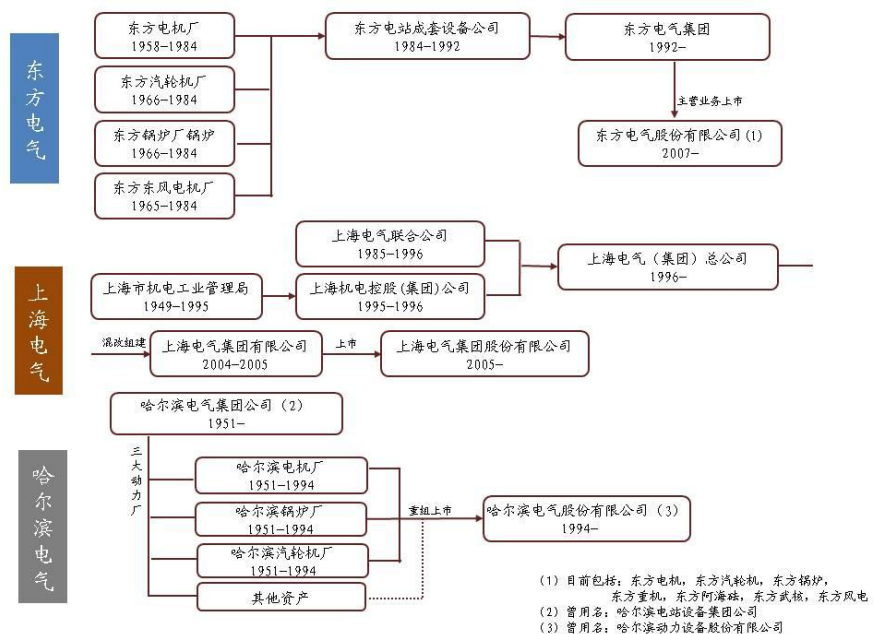 东方电气
东方电机厂
1958-1984
东方电站成套设备公司
1984-1992
东方电气集团
1992-
东方汽轮机厂
1966-1984
主营业务上市
东方锅炉厂锅炉
1966-1984
东方电气股份有限公司(1)
2007-
东方东风电机厂
1965-1984
上海电气
上海电气联合公司
1985-1996
上海电气（集团）总公司
1996-
上海市机电工业管理局
1949-1995
上海机电控股(集团)公司
1995-1996
混改组建
上海电气集团有限公司
2004-2005
上市
上海电气集团股份有限公司
2005-
哈尔滨电气
哈尔滨电气集团公司（2）
1951-
三大动力厂
哈尔滨电机厂
1951-1994
哈尔滨锅炉厂
1951-1994
重组上市
哈尔滨电气股份有限公司（3）
1994-
哈尔滨汽轮机厂
1951-1994
其他资产
(1) 目前包括：东方电机，东方汽轮机，东方锅炉，
东方重机，东方阿海珐，东方武核，东方风电
(2) 曾用名：哈尔滨电站设备集团公司
(3) 曾用名：哈尔滨动力设备股份有限公司